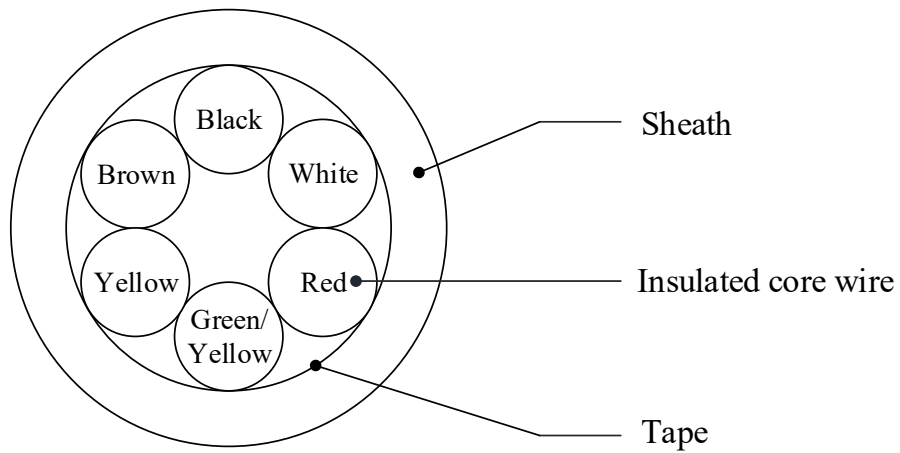 Black
Brown
White
Sheath
Yellow
Red
Insulated core wire
Green/
Yellow
Tape